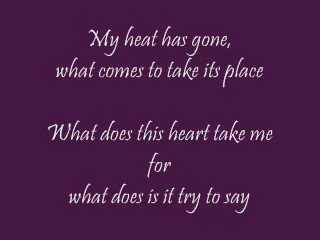 My heat has gone,
what comes to take its place
What does this heart take me
for
what does is it try to say